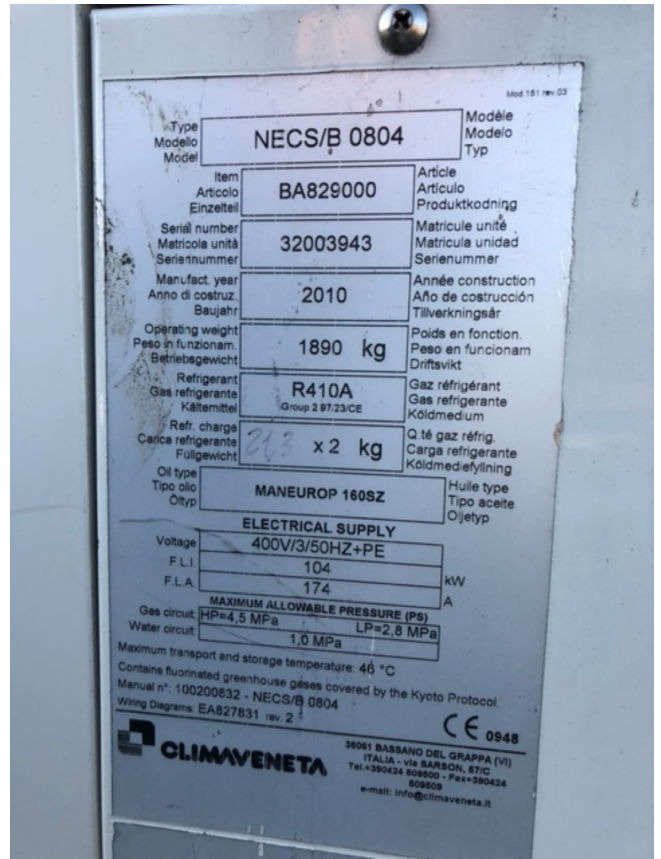 Mod.151 rev.03
Type Modèle
Modello NECS/B 0804 Modelo
Model Typ
Item Article
Articolo BA829000 Artículo
Einzelteil Produktkodning
Serial number Matricule unité
Matricola unità 32003943 Matricula unidad
Seriennummer Serienummer
Manufact. year Année construction
Anno di costruz. 2010 Año de costrucción
Baujahr Tillverkningsår
Operating weight Poids en fonction.
Peso in funzionam. 1890 kg Peso en funcionam
Betriebsgewicht Driftsvikt
Refrigerant R410A Gaz réfrigérant
Gas refrigerante Group 2 97/23/CE Gas refrigerante
Kältemittel Köldmedium
Refr. charge Q.té gaz réfrig.
Carica refrigerante x 2 kg Carga refrigerante
Füllgewicht Köldmediefyllning
Oil type Huile type
Tipo olio MANEUROP 160SZ Tipo aceite
Öltyp Oljetyp
ELECTRICAL SUPPLY
Voltage 400V/3/50HZ+PE
F.L.I. 104 kW
F.L.A. 174 A
MAXIMUM ALLOWABLE PRESSURE (PS)
Gas circuit: HP=4,5 MPa LP=2,8 MPa
Water circuit: 1,0 MPa
Maximum transport and storage temperature: 46 °C
Contains fluorinated greenhouse gases covered by the Kyoto Protocol.
Manual n°: 100200832 - NECS/B 0804
Wiring Diagrams: EA827831 rev. 2
CE 0948
CLIMAVENETA
36061 BASSANO DEL GRAPPA (VI)
ITALIA - via SARSON, 57/C
Tel.+390424 509500 - Fax+390424
509509
e-mail: info@climaveneta.it